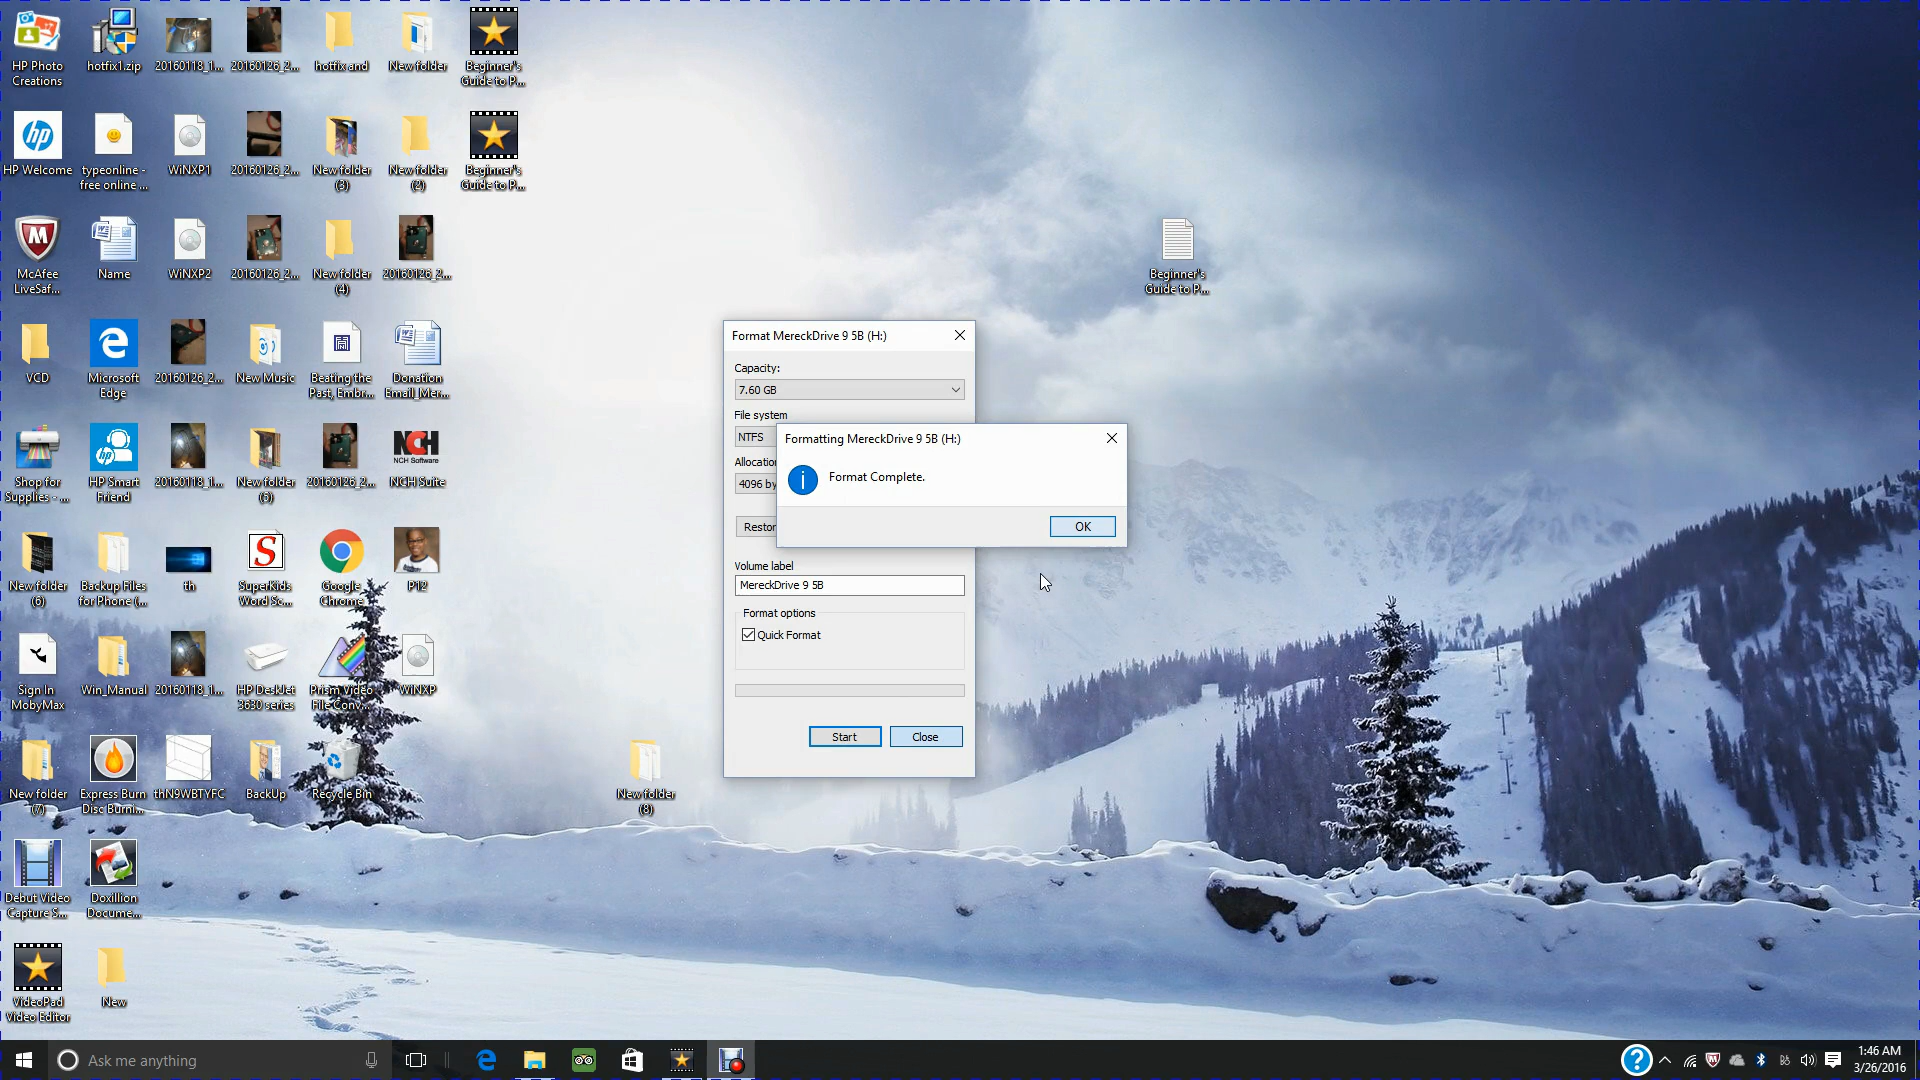 HP Photo
Creations
hotfix1.zip
20160118_1...
20160126_2...
hotfix and
New folder
Beginner's
Guide to P...
hp
HP Welcome
typeonline -
free online ...
WiNXP1
20160126_2...
New folder
(3)
New folder
(2)
Beginner's
Guide to P...
McAfee
LiveSaf...
Name
WiNXP2
20160126_2...
New folder
(4)
20160126_2...
Beginner's
Guide to P...
VCD
Microsoft
Edge
20160126_2...
New Music
Beating the
Past, Embr...
Donation
Email_Mer...
Shop for
Supplies - ...
hp
HP Smart
Friend
20160118_1...
New folder
(5)
20160126_2...
NCH
NCH Software
NCH Suite
New folder
(6)
Backup Files
for Phone (...
th
S
SuperKids
Word Sc...
Google
Chrome
P12
Sign In
MobyMax
Win_Manual
20160118_1...
HP DeskJet
3630 series
Prism Video
File Conv...
WiNXP
New folder
(7)
Express Burn
Disc Burni...
thN9WBTYFC
BackUp
Recycle Bin
New folder
(8)
Debut Video
Capture S...
Doxillion
Docume...
VideoPad
Video Editor
New
Format MereckDrive 9 5B (H:)
Capacity:
7.60 GB
File system
NTFS
Allocation
4096 by
Restor
Volume label
MereckDrive 9 5B
Format options
Quick Format
Start
Close
Formatting MereckDrive 9 5B (H:)
Format Complete.
OK
Ask me anything
1:46 AM
3/26/2016